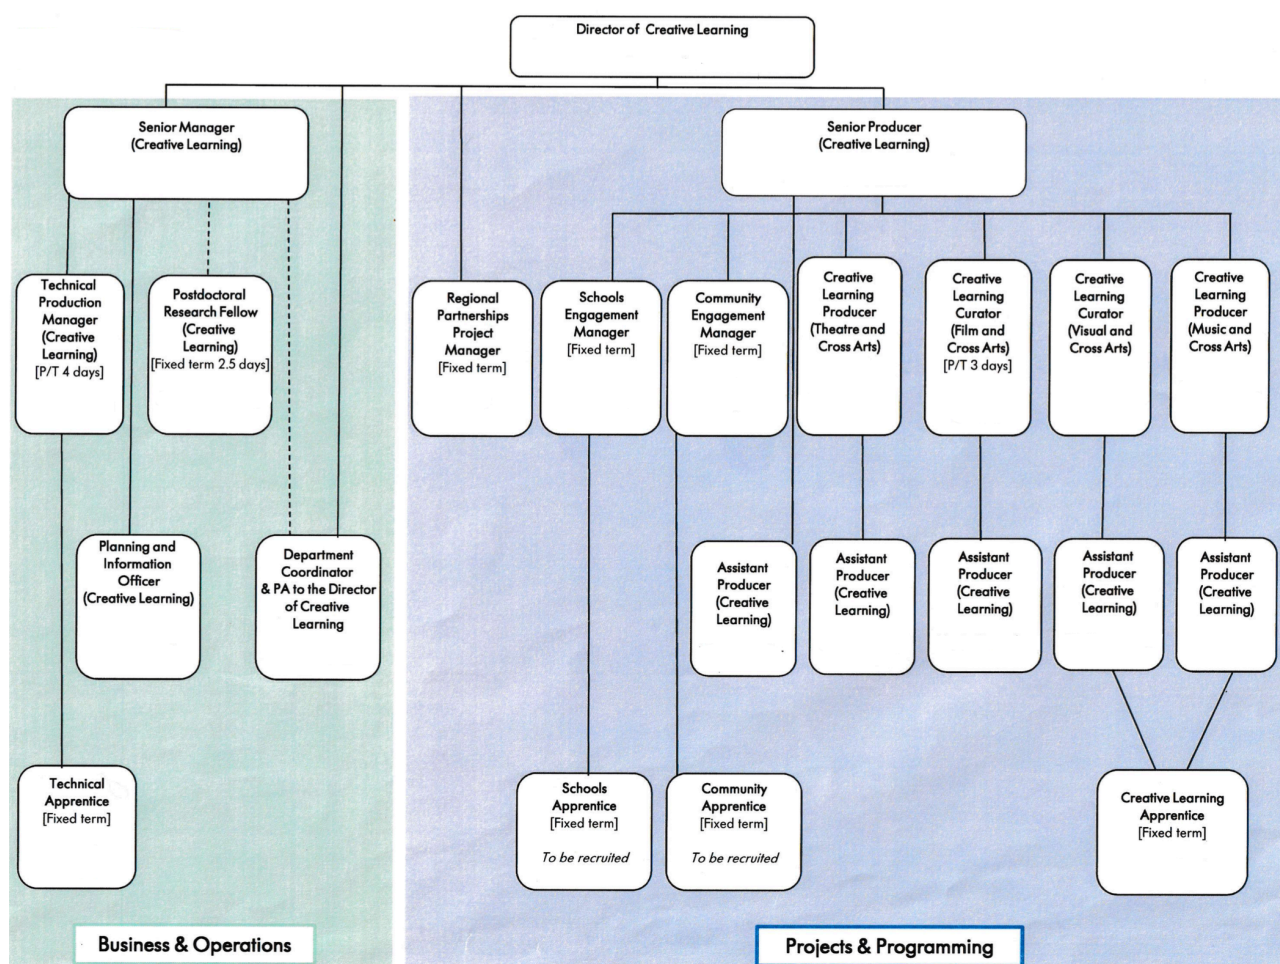 Director of Creative Learning
Senior Manager
(Creative Learning)
Senior Producer
(Creative Learning)
Technical
Production
Manager
(Creative
Learning)
[P/T 4 days]
Postdoctoral
Research Fellow
(Creative
Learning)
[Fixed term 2.5 days]
Regional
Partnerships
Project
Manager
[Fixed term]
Schools
Engagement
Manager
[Fixed term]
Community
Engagement
Manager
[Fixed term]
Creative
Learning
Producer
(Theatre and
Cross Arts)
Creative
Learning
Curator
(Film and
Cross Arts)
[P/T 3 days]
Creative
Learning
Curator
(Visual and
Cross Arts)
Creative
Learning
Producer
(Music and
Cross Arts)
Planning and
Information
Officer
(Creative Learning)
Department
Coordinator
& PA to the Director
of Creative
Learning
Assistant
Producer
(Creative
Learning)
Assistant
Producer
(Creative
Learning)
Assistant
Producer
(Creative
Learning)
Assistant
Producer
(Creative
Learning)
Assistant
Producer
(Creative
Learning)
Technical
Apprentice
[Fixed term]
Schools
Apprentice
[Fixed term]
To be recruited
Community
Apprentice
[Fixed term]
To be recruited
Creative Learning
Apprentice
[Fixed term]
Business & Operations
Projects & Programming